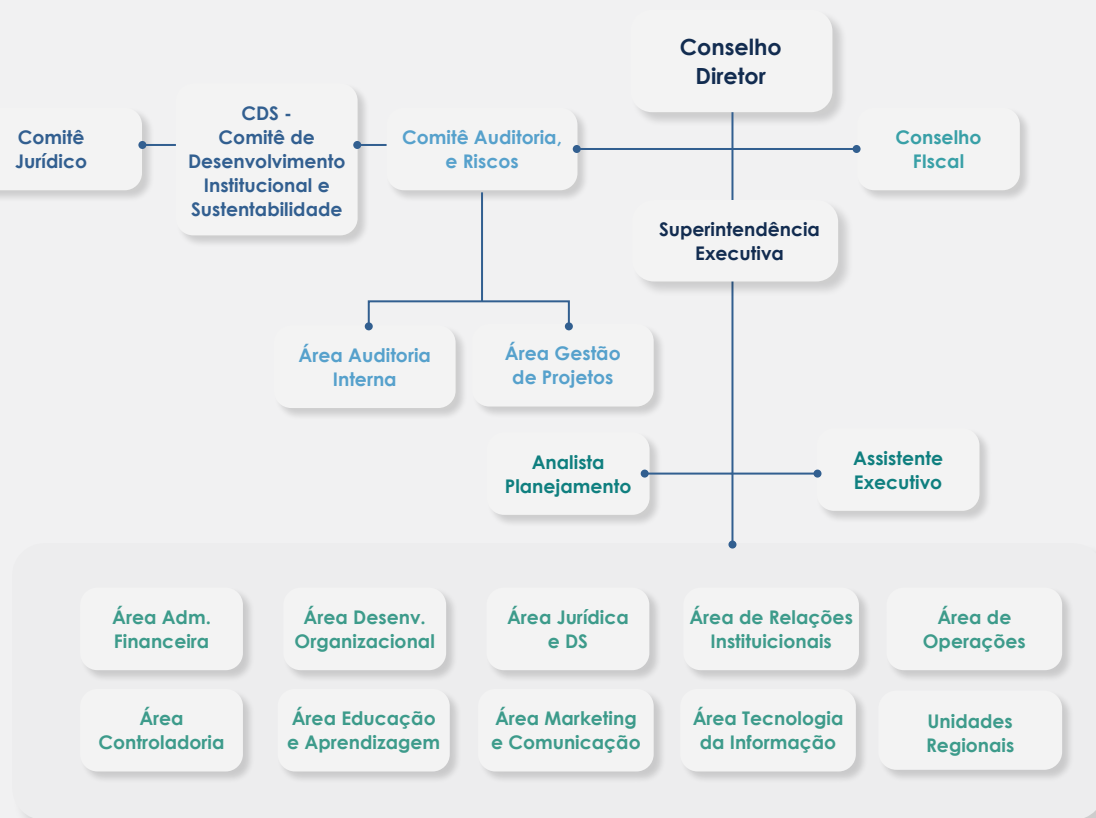 Conselho
Diretor
Comitê
Jurídico
CDS -
Comitê de
Desenvolvimento
Institucional e
Sustentabilidade
Comitê Auditoria,
e Riscos
Conselho
FIscal
Superintendência
Executiva
Área Auditoria
Interna
Área Gestão
de Projetos
Analista
Planejamento
Assistente
Executivo
Área Adm.
Financeira
Área Desenv.
Organizacional
Área Jurídica
e DS
Área de Relações
Instituicionais
Área de
Operações
Área
Controladoria
Área Educação
e Aprendizagem
Área Marketing
e Comunicação
Área Tecnologia
da Informação
Unidades
Regionais